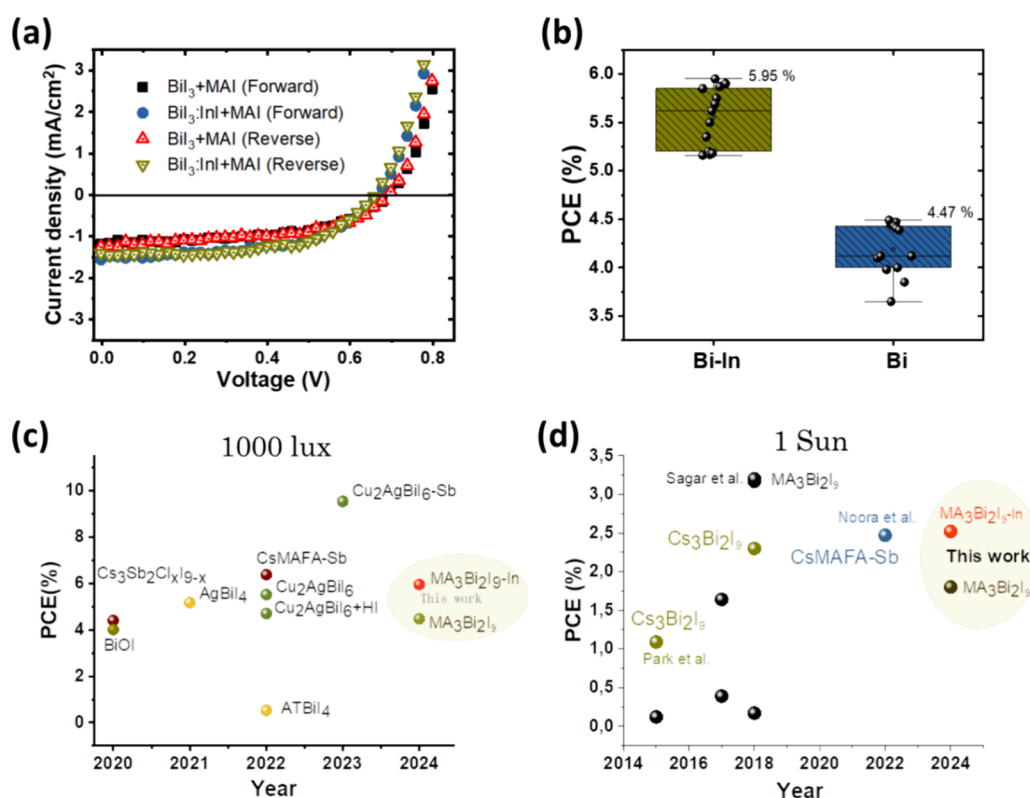 (a)
Current density (mA/cm²)
3
2
1
0
-1
-2
-3
BiI₃+MAI (Forward)
BiI₃:InI+MAI (Forward)
BiI₃+MAI (Reverse)
BiI₃:InI+MAI (Reverse)
0.0 0.2 0.4 0.6 0.8
Voltage (V)
(b)
PCE (%)
6.0
5.5
5.0
4.5
4.0
3.5
5.95 %
4.47 %
Bi-In Bi
(c)
1000 lux
PCE(%)
10
8
6
4
2
0
Cu₂AgBiI₆-Sb
Cs₃Sb₂ClₓI₉₋ₓ
AgBiI₄
BiOI
CsMAFA-Sb
Cu₂AgBiI₆
Cu₂AgBiI₆+HI
ATBiI₄
MA₃Bi₂I₉-In
This work
MA₃Bi₂I₉
2020 2021 2022 2023 2024
Year
(d)
1 Sun
PCE (%)
3,5
3,0
2,5
2,0
1,5
1,0
0,5
0,0
Sagar et al. MA₃Bi₂I₉
Cs₃Bi₂I₉
Cs₃Bi₂I₉
Park et al.
Noora et al.
CsMAFA-Sb
MA₃Bi₂I₉-In
This work
MA₃Bi₂I₉
2014 2016 2018 2020 2022 2024
Year